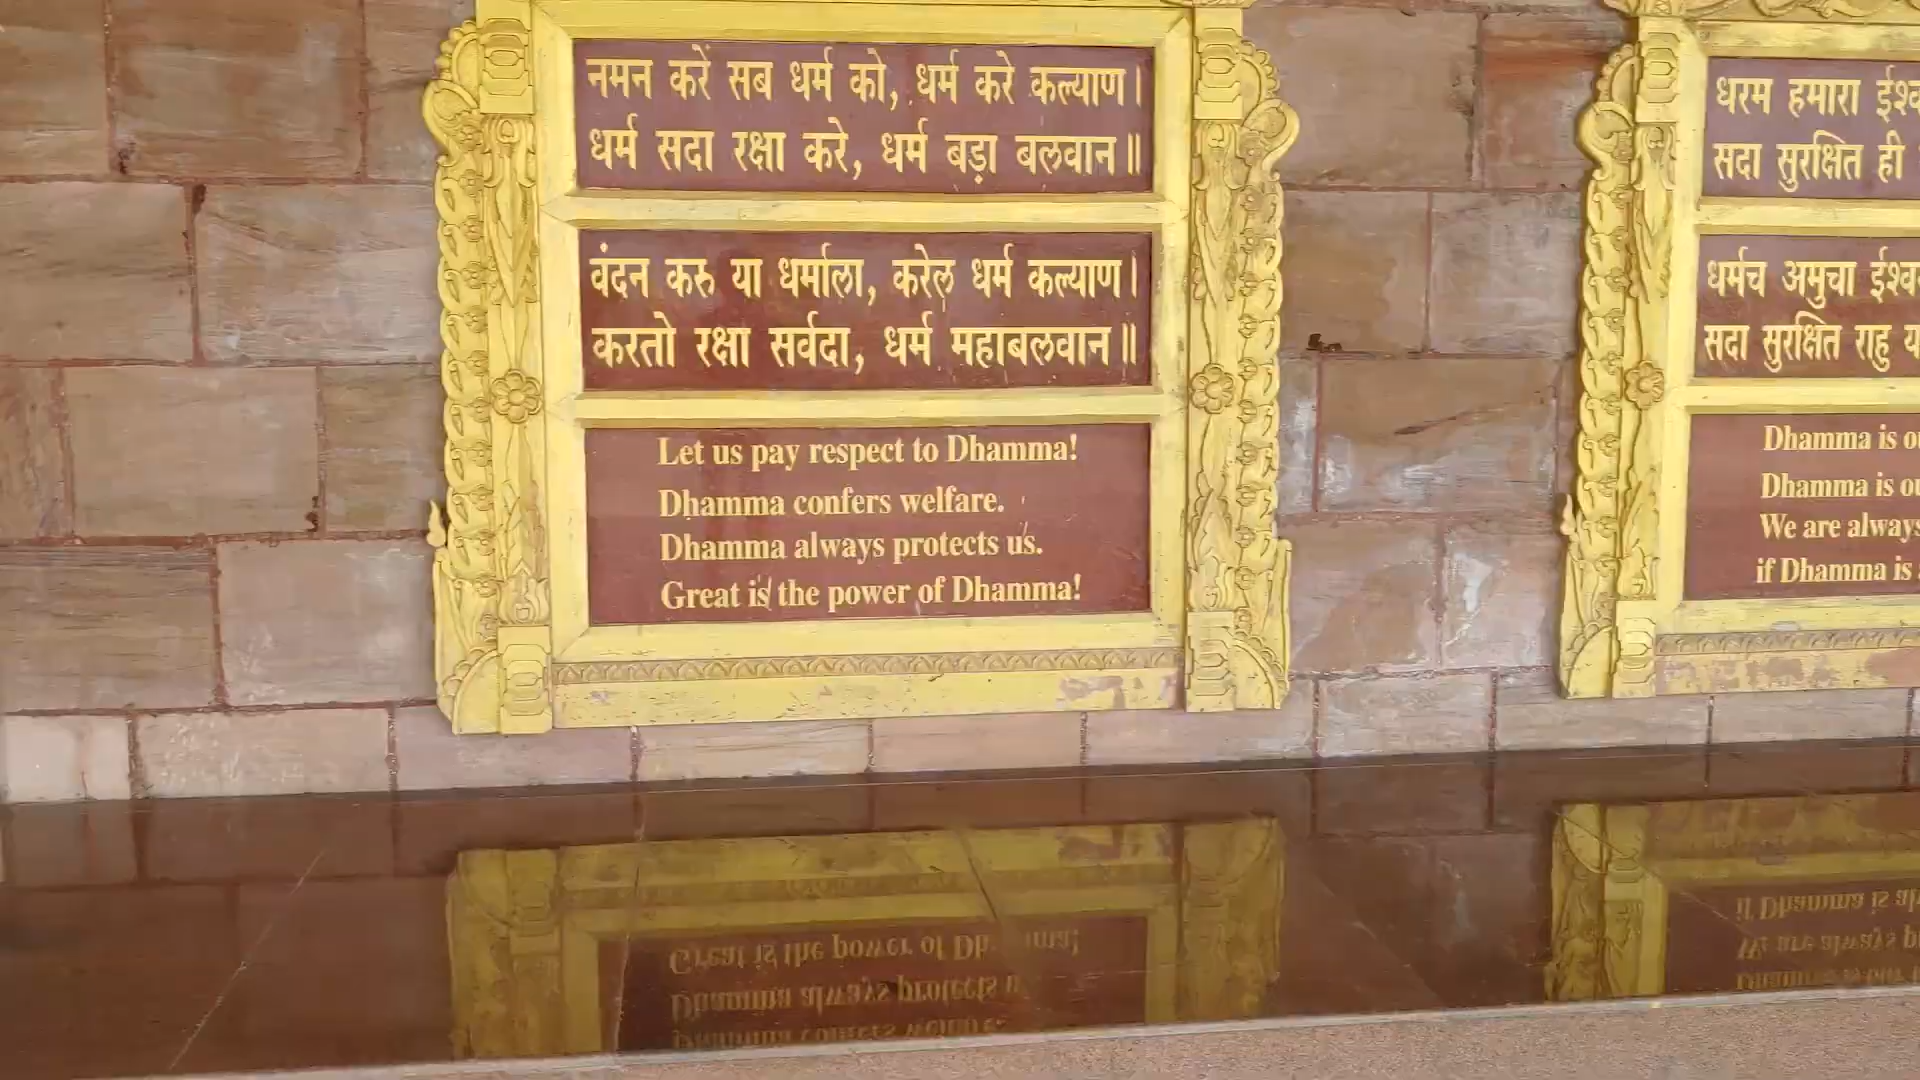 नमन करें सब धर्म को, धर्म करे कल्याण।
धर्म सदा रक्षा करे, धर्म बड़ा बलवान॥
वंदन करु या धर्माला, करेल धर्म कल्याण।
करतो रक्षा सर्वदा, धर्म महाबलवान॥
Let us pay respect to Dhamma!
Dhamma confers welfare.
Dhamma always protects us.
Great is the power of Dhamma!
धरम हमारा
सदा सुरक्षित ही
धर्मच अमुचा
सदा सुरक्षित राहु
Dhamma is
Dhamma is
We are always
if Dhamma is